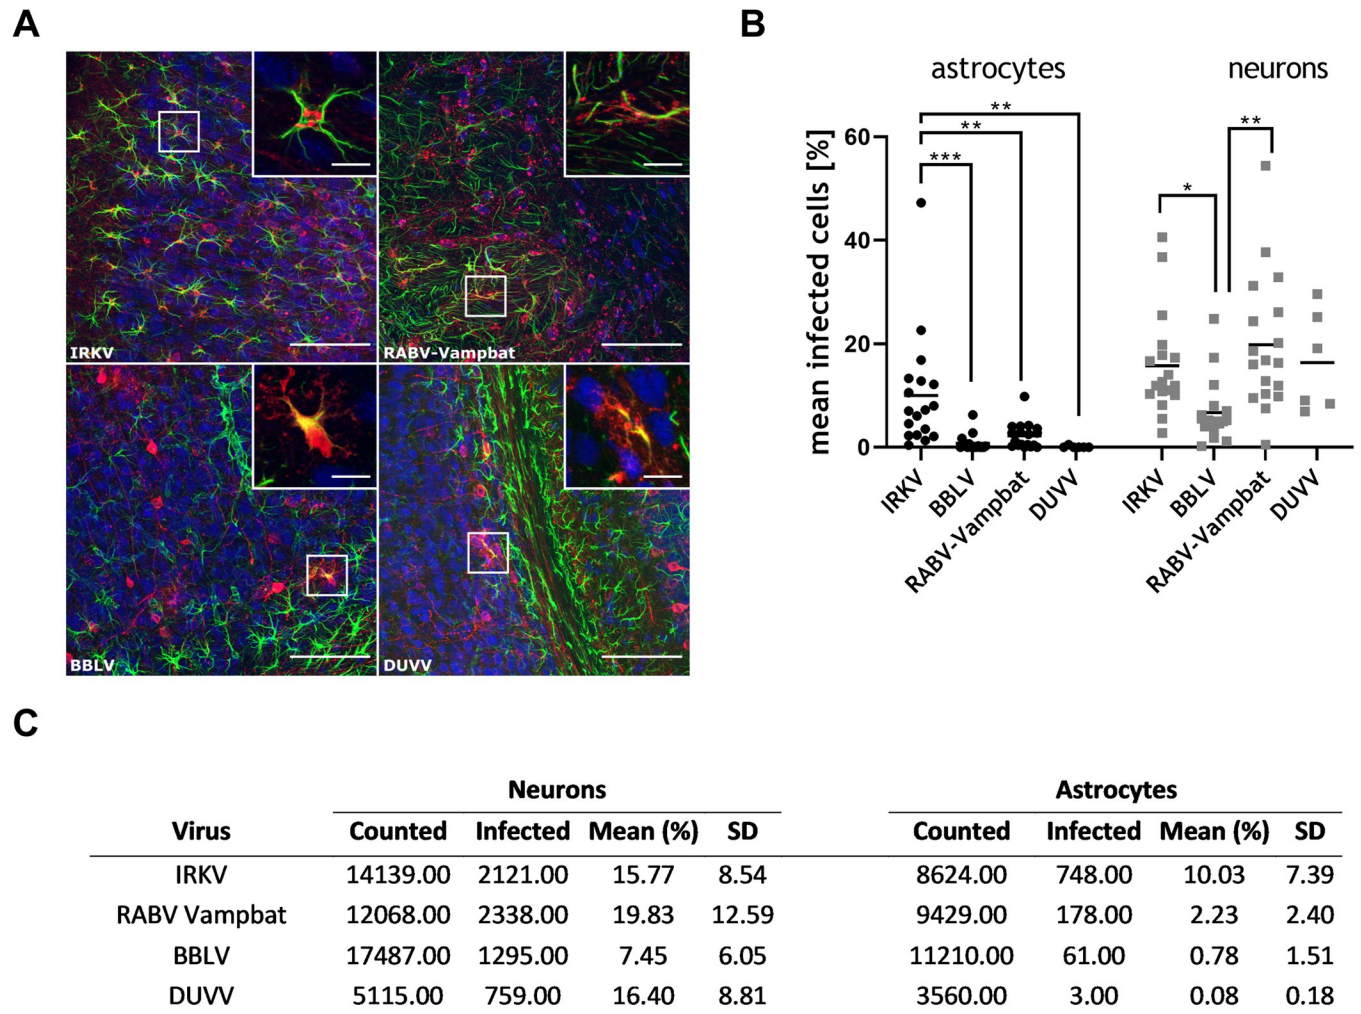 A
IRKV
RABV-Vampbat
BBLV
DUVV
B
astrocytes
neurons
mean infected cells [%]
60
40
20
0
***
**
**
*
**
IRKV
BBLV
RABV-Vampbat
DUVV
IRKV
BBLV
RABV-Vampbat
DUVV
C
Neurons Astrocytes
Virus Counted Infected Mean (%) SD Counted Infected Mean (%) SD
IRKV 14139.00 2121.00 15.77 8.54 8624.00 748.00 10.03 7.39
RABV Vampbat 12068.00 2338.00 19.83 12.59 9429.00 178.00 2.23 2.40
BBLV 17487.00 1295.00 7.45 6.05 11210.00 61.00 0.78 1.51
DUVV 5115.00 759.00 16.40 8.81 3560.00 3.00 0.08 0.18